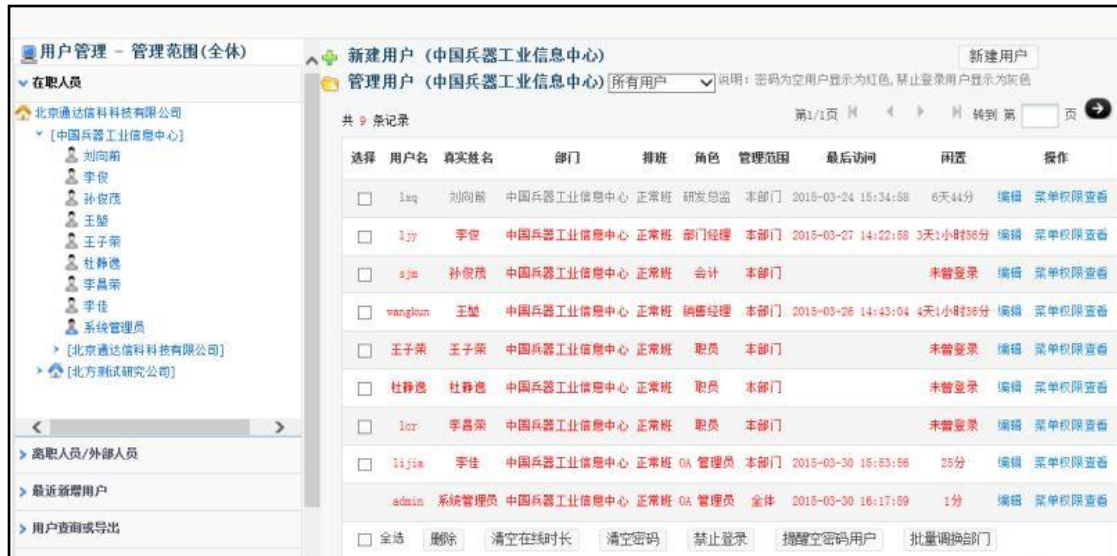 用户管理 - 管理范围(全体)
在职人员
北京通达信科科技有限公司
[中国兵器工业信息中心]
刘向前
李俊
孙俊茂
王堃
王子荣
杜静逸
李昌荣
李佳
系统管理员
[北京通达信科科技有限公司]
[北方测试研究公司]
离职人员/外部人员
最近新增用户
用户查询或导出
新建用户 (中国兵器工业信息中心) 新建用户
管理用户 (中国兵器工业信息中心) 所有用户 说明: 密码为空用户显示为红色, 禁止登录用户显示为灰色
共 9 条记录 第1/1页 转到 第 页
选择 用户名 真实姓名 部门 排班 角色 管理范围 最后访问 闲置 操作
lxq 刘向前 中国兵器工业信息中心 正常班 研发总监 本部门 2015-03-24 15:34:58 6天44分 编辑 菜单权限查看
ljy 李俊 中国兵器工业信息中心 正常班 部门经理 本部门 2015-03-27 14:22:58 3天1小时56分 编辑 菜单权限查看
sjm 孙俊茂 中国兵器工业信息中心 正常班 会计 本部门 未曾登录 编辑 菜单权限查看
wangkun 王堃 中国兵器工业信息中心 正常班 销售经理 本部门 2015-03-26 14:43:04 4天1小时36分 编辑 菜单权限查看
王子荣 王子荣 中国兵器工业信息中心 正常班 职员 本部门 未曾登录 编辑 菜单权限查看
杜静逸 杜静逸 中国兵器工业信息中心 正常班 职员 本部门 未曾登录 编辑 菜单权限查看
lcr 李昌荣 中国兵器工业信息中心 正常班 职员 本部门 未曾登录 编辑 菜单权限查看
lijia 李佳 中国兵器工业信息中心 正常班 OA 管理员 本部门 2015-03-30 15:53:56 25分 编辑 菜单权限查看
admin 系统管理员 中国兵器工业信息中心 正常班 OA 管理员 全体 2015-03-30 16:17:59 1分 编辑 菜单权限查看
全选 删除 清空在线时长 清空密码 禁止登录 提醒空密码用户 批量调换部门